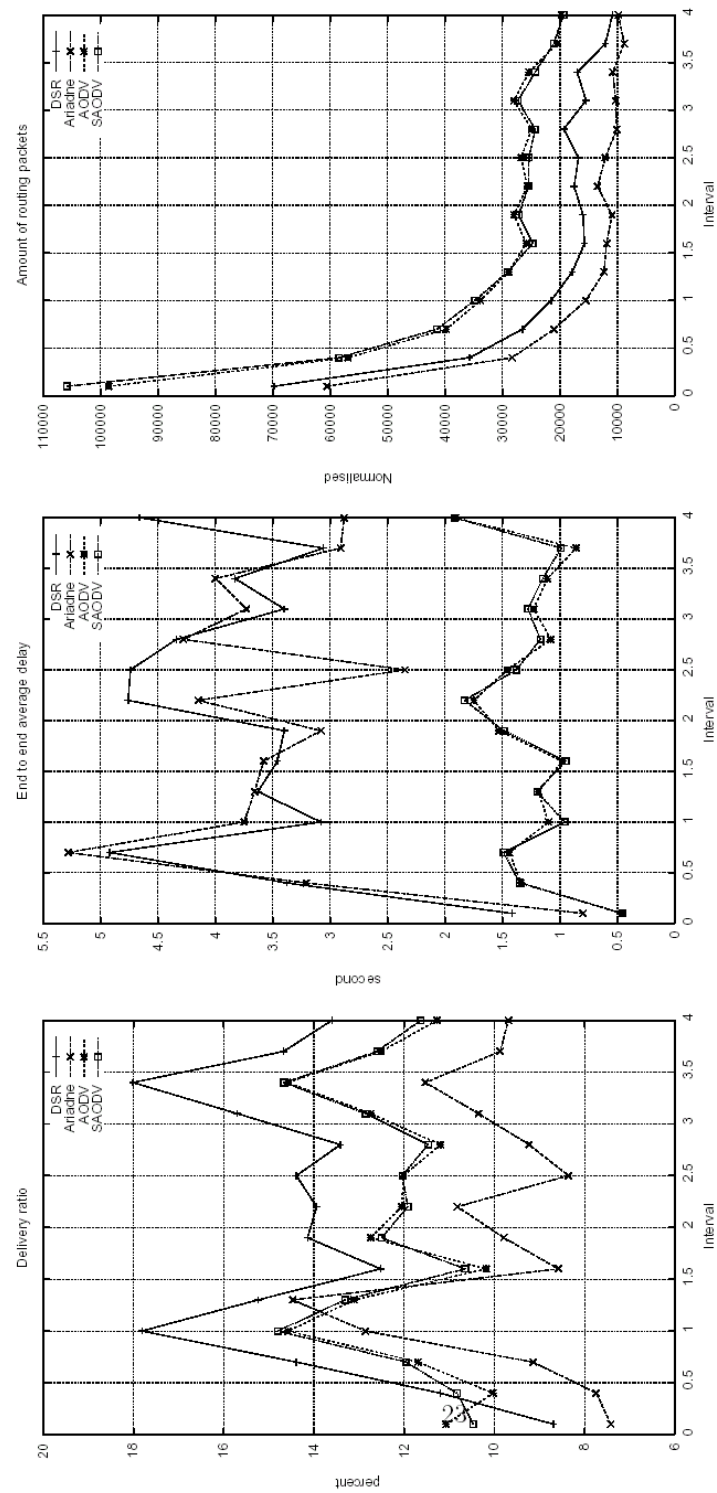 Delivery ratio
DSR
Ariadne
AODV
SAODV
20
18
16
14
12
10
8
6
percent
0
0.5
1
1.5
2
2.5
3
3.5
4
Interval
End to end average delay
DSR
Ariadne
AODV
SAODV
5.5
5
4.5
4
3.5
3
2.5
2
1.5
1
0.5
0
second
0
0.5
1
1.5
2
2.5
3
3.5
4
Interval
Amount of routing packets
DSR
Ariadne
AODV
SAODV
110000
100000
90000
80000
70000
60000
50000
40000
30000
20000
10000
0
Normalised
0
0.5
1
1.5
2
2.5
3
3.5
4
Interval
23